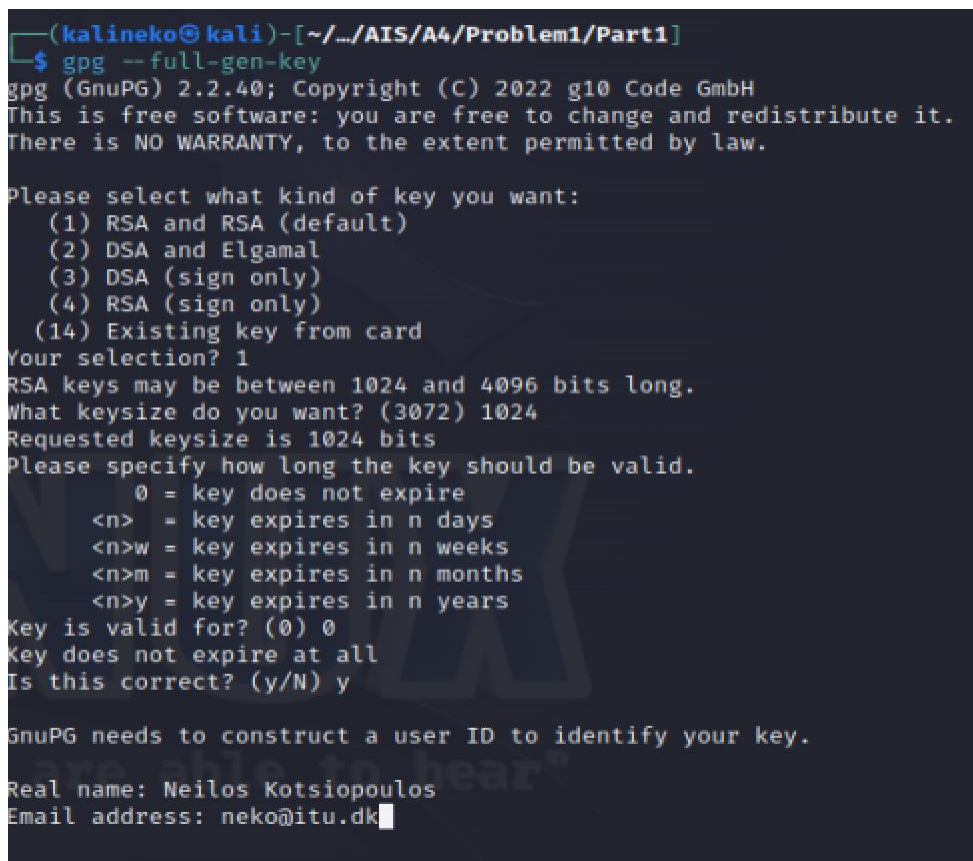 ┌──(kalineko㉿kali)-[~/…/AIS/A4/Problem1/Part1]
└─$ gpg --full-gen-key
gpg (GnuPG) 2.2.40; Copyright (C) 2022 g10 Code GmbH
This is free software: you are free to change and redistribute it.
There is NO WARRANTY, to the extent permitted by law.

Please select what kind of key you want:
   (1) RSA and RSA (default)
   (2) DSA and Elgamal
   (3) DSA (sign only)
   (4) RSA (sign only)
  (14) Existing key from card
Your selection? 1
RSA keys may be between 1024 and 4096 bits long.
What keysize do you want? (3072) 1024
Requested keysize is 1024 bits
Please specify how long the key should be valid.
         0 = key does not expire
      <n>  = key expires in n days
      <n>w = key expires in n weeks
      <n>m = key expires in n months
      <n>y = key expires in n years
Key is valid for? (0) 0
Key does not expire at all
Is this correct? (y/N) y

GnuPG needs to construct a user ID to identify your key.

are able to hear"
Real name: Neilos Kotsiopoulos
Email address: neko@itu.dk